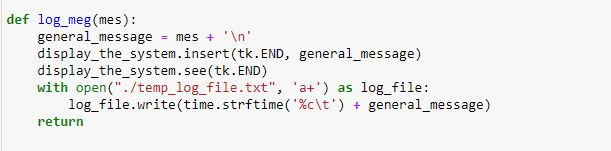 def log_meg(mes):
    general_message = mes + '\n'
    display_the_system.insert(tk.END, general_message)
    display_the_system.see(tk.END)
    with open("./temp_log_file.txt", 'a+') as log_file:
        log_file.write(time.strftime('%c\t') + general_message)
    return